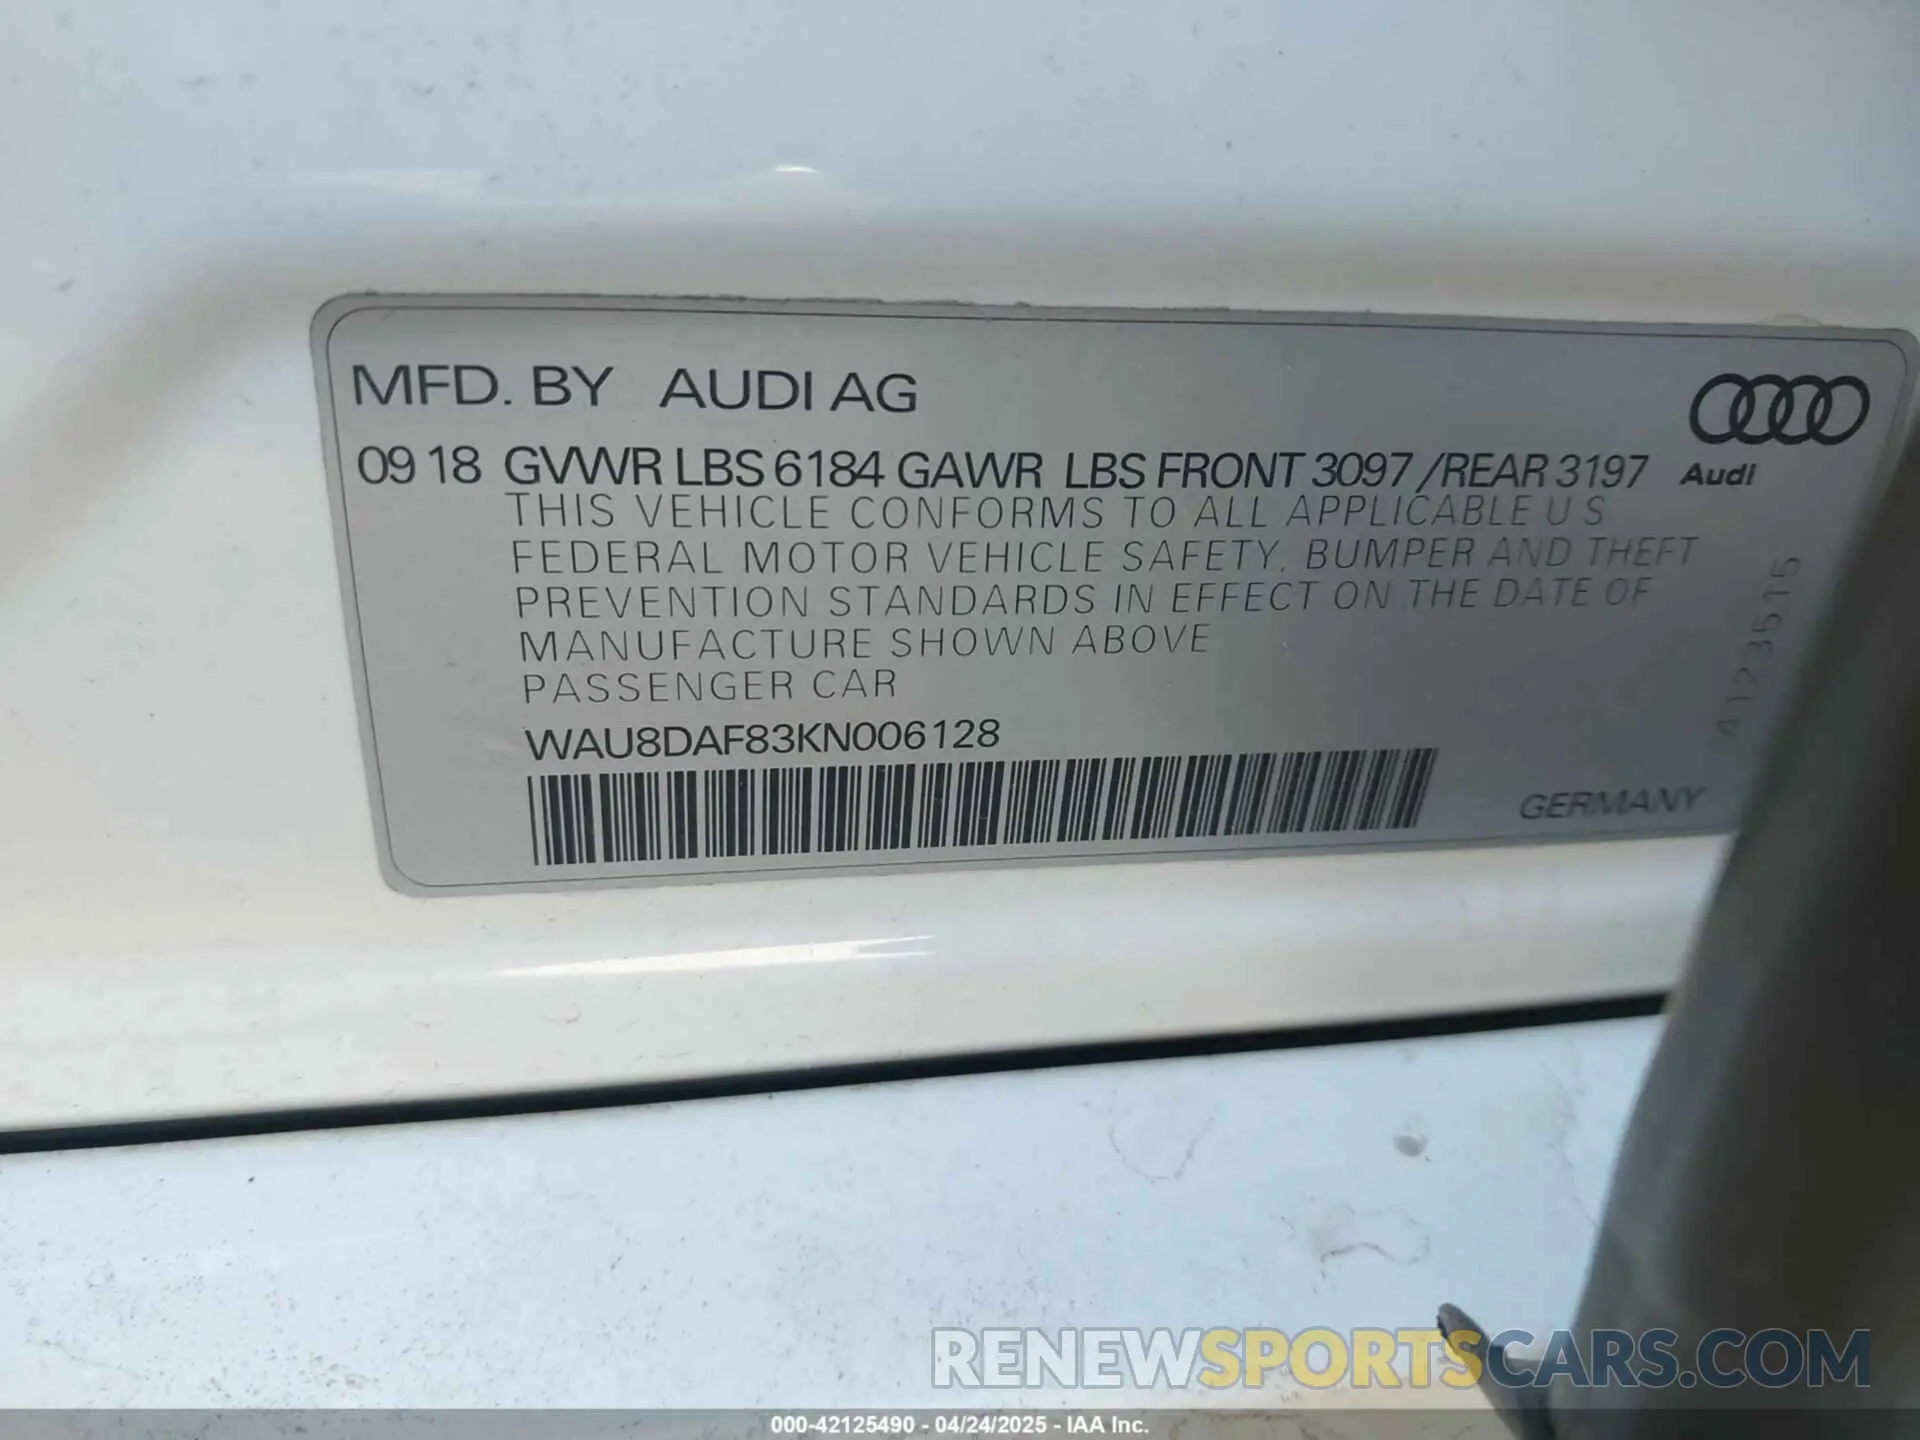 MFD. BY AUDI AG
09 18 GVWR LBS 6184 GAWR LBS FRONT 3097 /REAR 3197
Audi
THIS VEHICLE CONFORMS TO ALL APPLICABLE U S
FEDERAL MOTOR VEHICLE SAFETY, BUMPER AND THEFT
PREVENTION STANDARDS IN EFFECT ON THE DATE OF
MANUFACTURE SHOWN ABOVE
PASSENGER CAR
WAU8DAF83KN006128
GERMANY
A123515
RENEWSPORTSCARS.COM
000-42125490 - 04/24/2025 - IAA Inc.